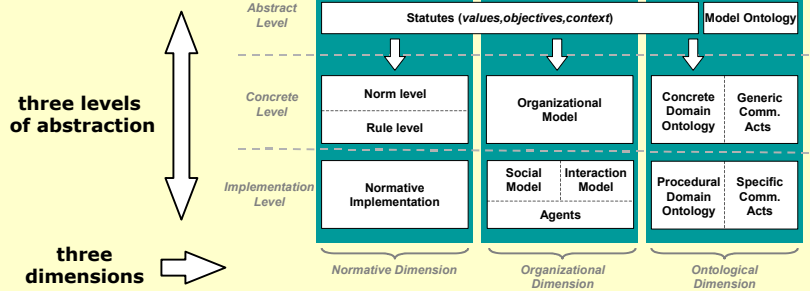 Abstract
Level
Statutes (values,objectives,context)
Model Ontology
three levels
of abstraction
Concrete
Level
Norm level
Rule level
Organizational
Model
Concrete
Domain
Ontology
Generic
Comm.
Acts
Implementation
Level
Normative
Implementation
Social
Model
Interaction
Model
Agents
Procedural
Domain
Ontology
Specific
Comm.
Acts
three
dimensions
Normative Dimension
Organizational
Dimension
Ontological
Dimension